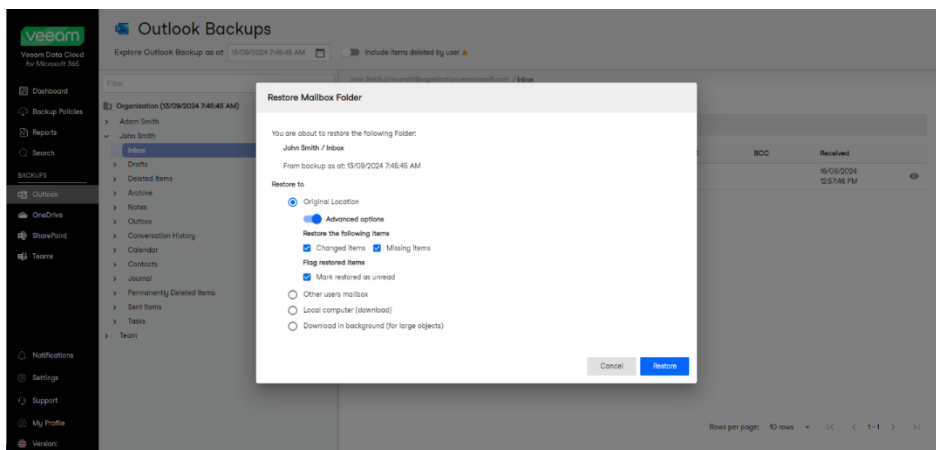 veeam
Veeam Data Cloud
for Microsoft 365
Dashboard
Backup Policies
Reports
Search
BACKUPS
Outlook
OneDrive
SharePoint
Teams
Notifications
Settings
Support
My Profile
Version:
Outlook Backups
Explore Outlook Backup as at 13/09/2024 7:45:45 AM
Include items deleted by user
Filter
Organization (13/09/2024 7:45:45 AM)
Adam Smith
John Smith
Inbox
Drafts
Deleted Items
Archive
Notes
Outbox
Conversation History
Calendar
Contacts
Journal
Permanently Deleted Items
Sent Items
Tasks
Team
/ Inbox
BCC Received
12:57:46 PM
Restore Mailbox Folder
You are about to restore the following Folder:
John Smith / Inbox
From backup as at: 13/09/2024 7:45:45 AM
Restore to
Original Location
Advanced options
Restore the following items
Changed Items Missing Items
Flag restored items
Mark restored as unread
Other users mailbox
Local computer (download)
Download in background (for large objects)
Cancel Restore
Rows per page: 10 rows 1-1